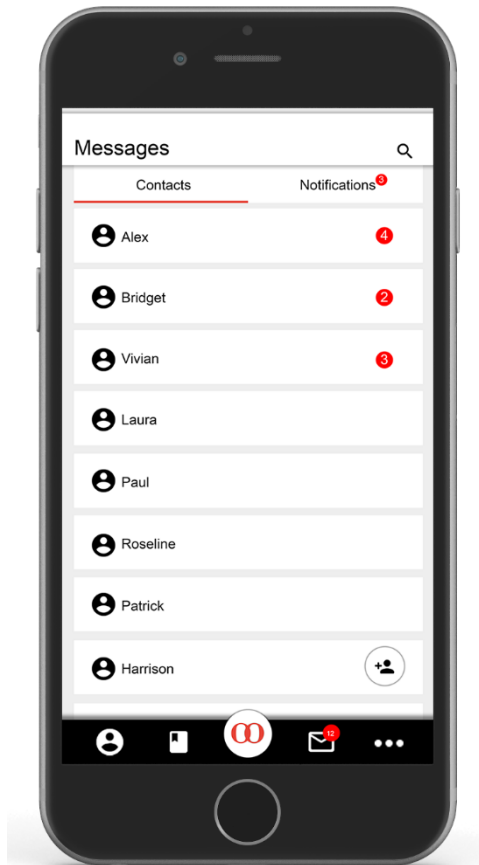 Messages
Contacts
Notifications 3
Alex 4
Bridget 2
Vivian 3
Laura
Paul
Roseline
Patrick
Harrison
12